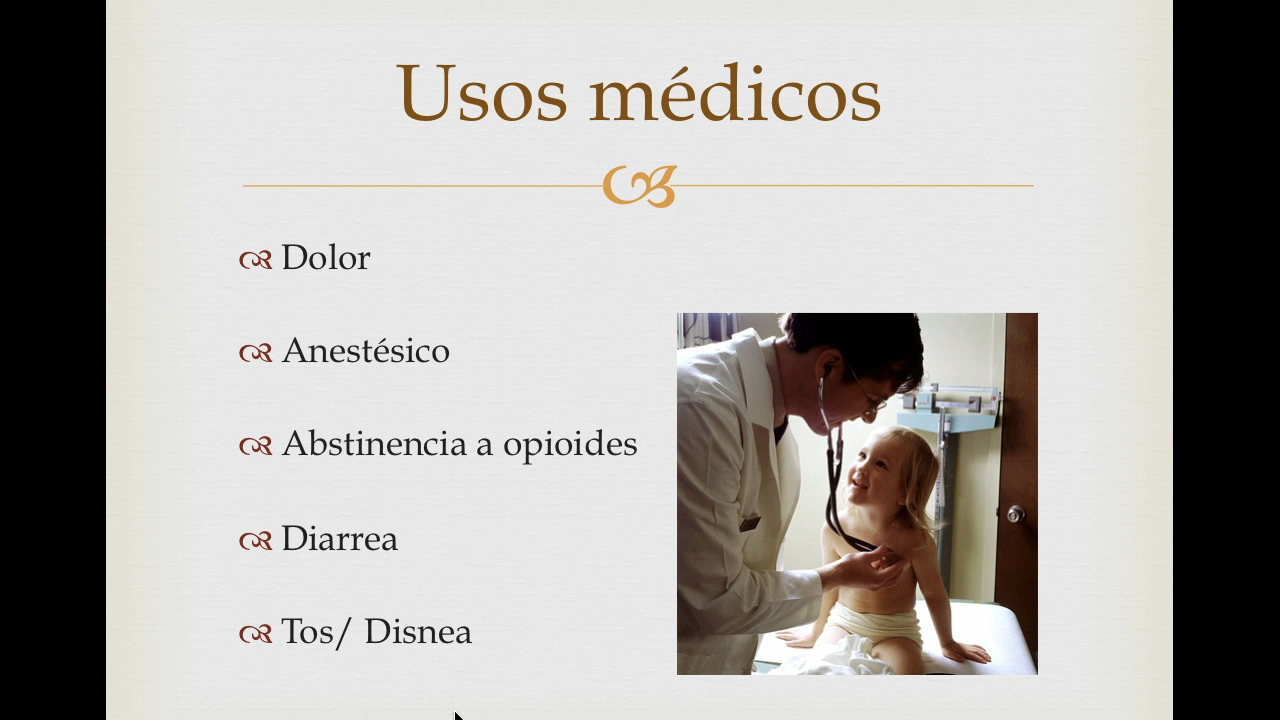 Usos médicos
Dolor
Anestésico
Abstinencia a opioides
Diarrea
Tos/ Disnea